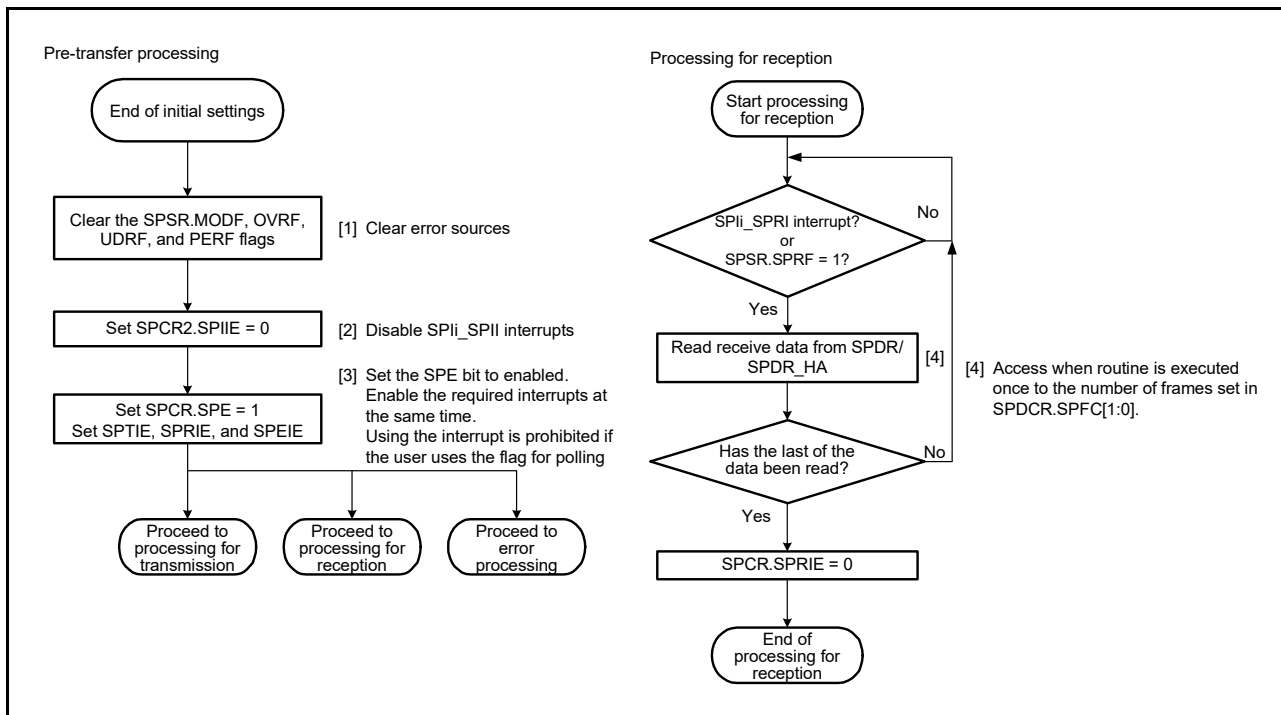 Pre-transfer processing
End of initial settings
Clear the SPSR.MODF, OVRF,
UDRF, and PERF flags
[1] Clear error sources
Set SPCR2.SPIIE = 0
[2] Disable SPIi_SPII interrupts
Set SPCR.SPE = 1
Set SPTIE, SPRIE, and SPEIE
[3] Set the SPE bit to enabled.
Enable the required interrupts at
the same time.
Using the interrupt is prohibited if
the user uses the flag for polling
Proceed to
processing for
transmission
Proceed to
processing for
reception
Proceed to
error
processing
Processing for reception
Start processing
for reception
SPIi_SPRI interrupt?
or
SPSR.SPRF = 1?
No
Yes
Read receive data from SPDR/
SPDR_HA
[4]
[4] Access when routine is executed
once to the number of frames set in
SPDCR.SPFC[1:0].
Has the last of the
data been read?
No
Yes
SPCR.SPRIE = 0
End of
processing for
reception